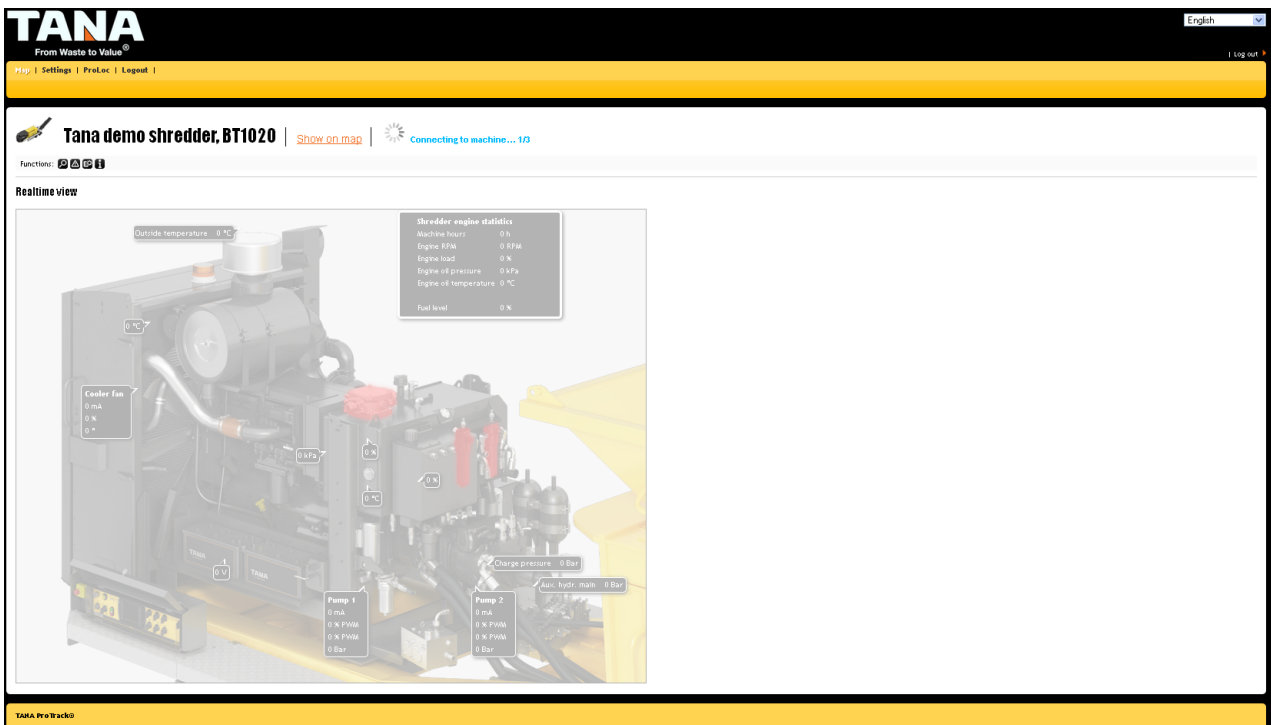 TANA
From Waste to Value®
English
| Log out
Map | Settings | ProLoc | Logout |
Tana demo shredder, BT1020 | Show on map | Connecting to machine... 1/3
Functions:
Realtime view
Outside temperature 0 °C
Shredder engine statistics
Machine hours 0 h
Engine RPM 0 RPM
Engine load 0 %
Engine oil pressure 0 kPa
Engine oil temperature 0 °C
Fuel level 0 %
0 °C
Cooler fan
0 mA
0 %
0 °
0 kPa
0 %
0 %
0 °C
TANA
TANA
0 V
Charge pressure 0 Bar
Aux. hydr. main 0 Bar
Pump 1
0 mA
0 % PWM
0 % PWM
0 Bar
Pump 2
0 mA
0 % PWM
0 % PWM
0 Bar
TANA ProTrack®